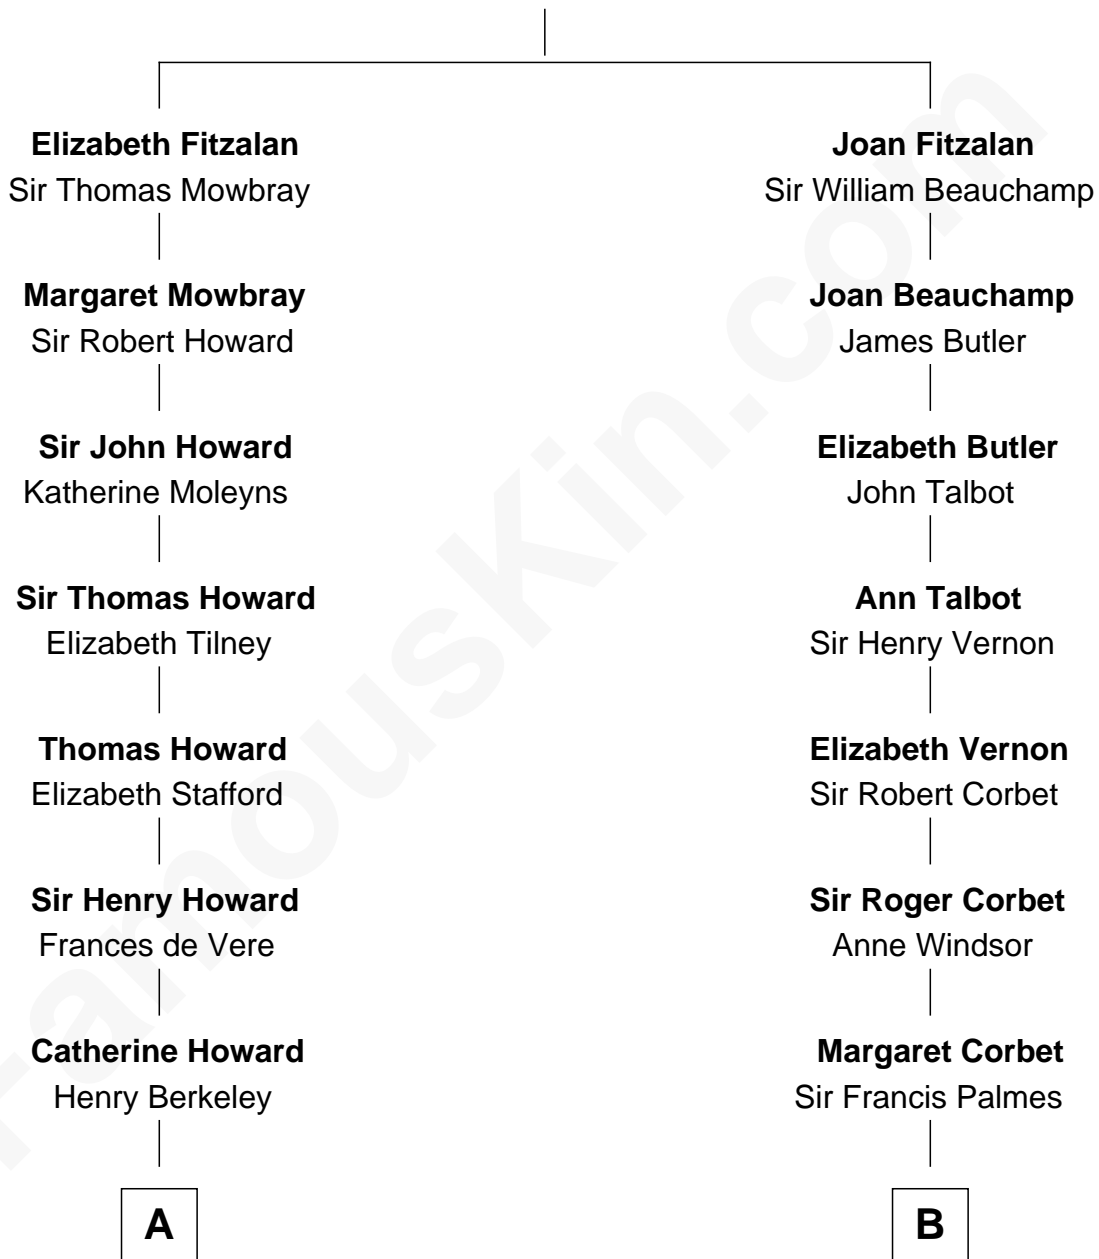 Elizabeth Fitzalan
Sir Thomas Mowbray
Margaret Mowbray
Sir Robert Howard
Sir John Howard
Katherine Moleyns
Sir Thomas Howard
Elizabeth Tilney
Thomas Howard
Elizabeth Stafford
Sir Henry Howard
Frances de Vere
Catherine Howard
Henry Berkeley
A
Joan Fitzalan
Sir William Beauchamp
Joan Beauchamp
James Butler
Elizabeth Butler
John Talbot
Ann Talbot
Sir Henry Vernon
Elizabeth Vernon
Sir Robert Corbet
Sir Roger Corbet
Anne Windsor
Margaret Corbet
Sir Francis Palmes
B
FamousKin.com